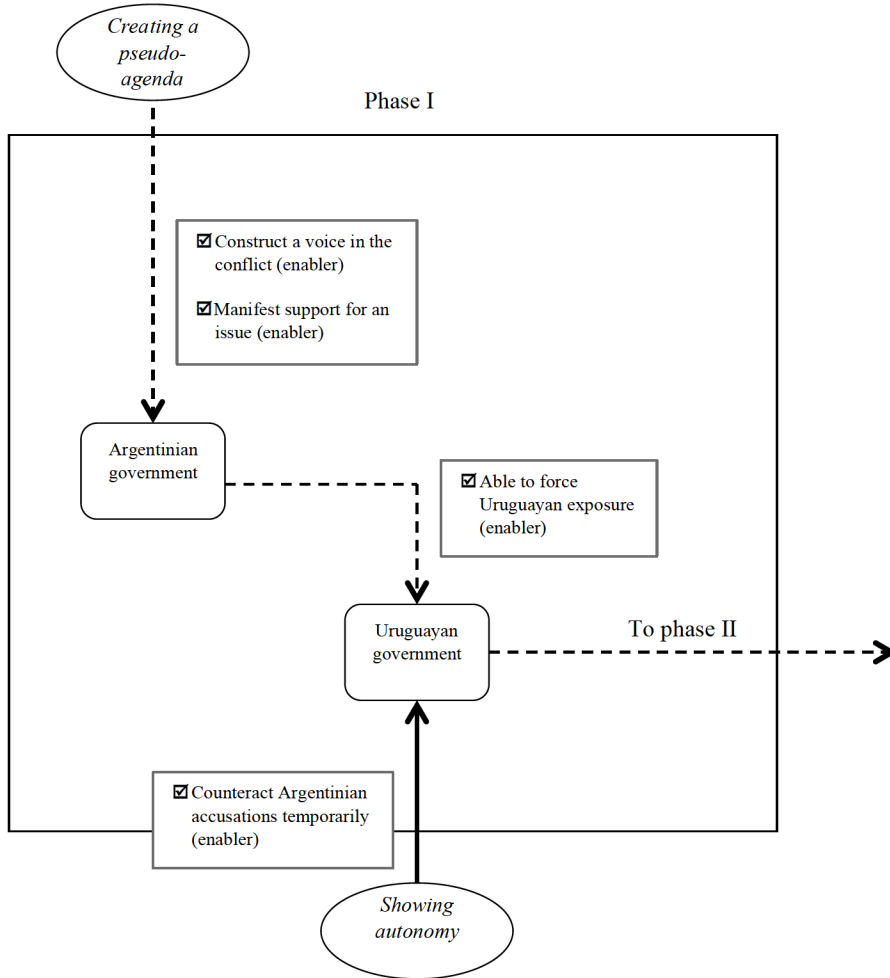 Creating a
pseudo-
agenda
Phase I
Construct a voice in the
conflict (enabler)
Manifest support for an
issue (enabler)
Argentinian
government
Able to force
Uruguayan exposure
(enabler)
Uruguayan
government
To phase II
Counteract Argentinian
accusations temporarily
(enabler)
Showing
autonomy